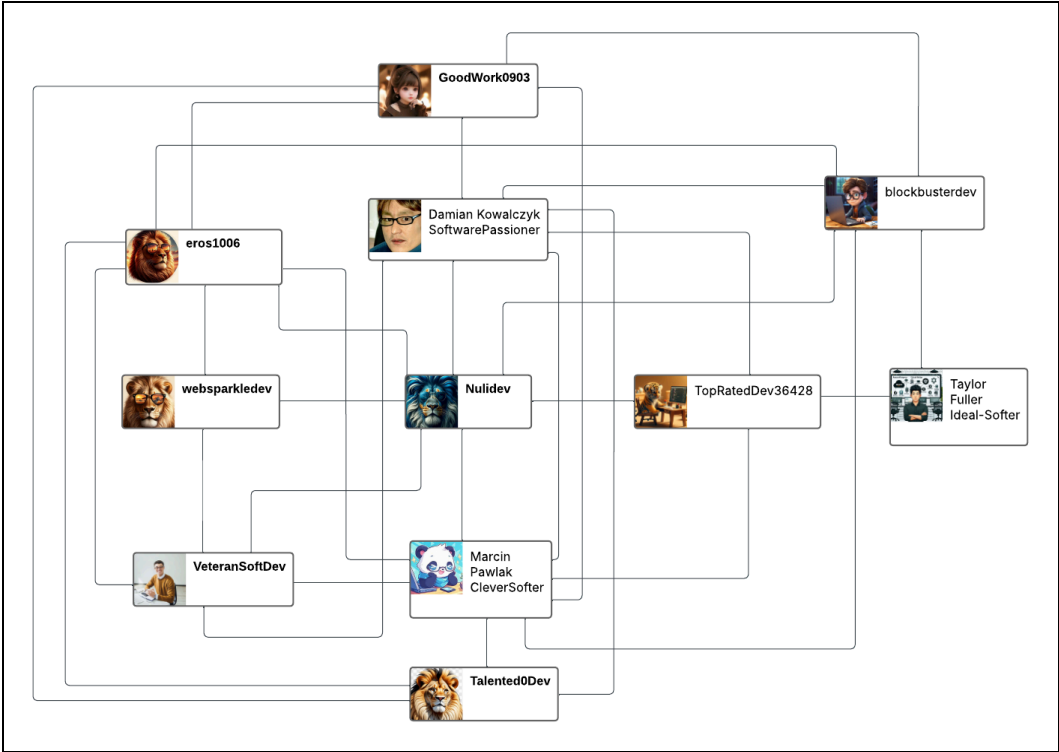 GoodWork0903
blockbusterdev
Damian Kowalczyk
SoftwarePassioner
eros1006
websparkledev
Nulidev
TopRatedDev36428
Taylor
Fuller
Ideal-Softer
VeteranSoftDev
Marcin
Pawlak
CleverSofter
Talented0Dev